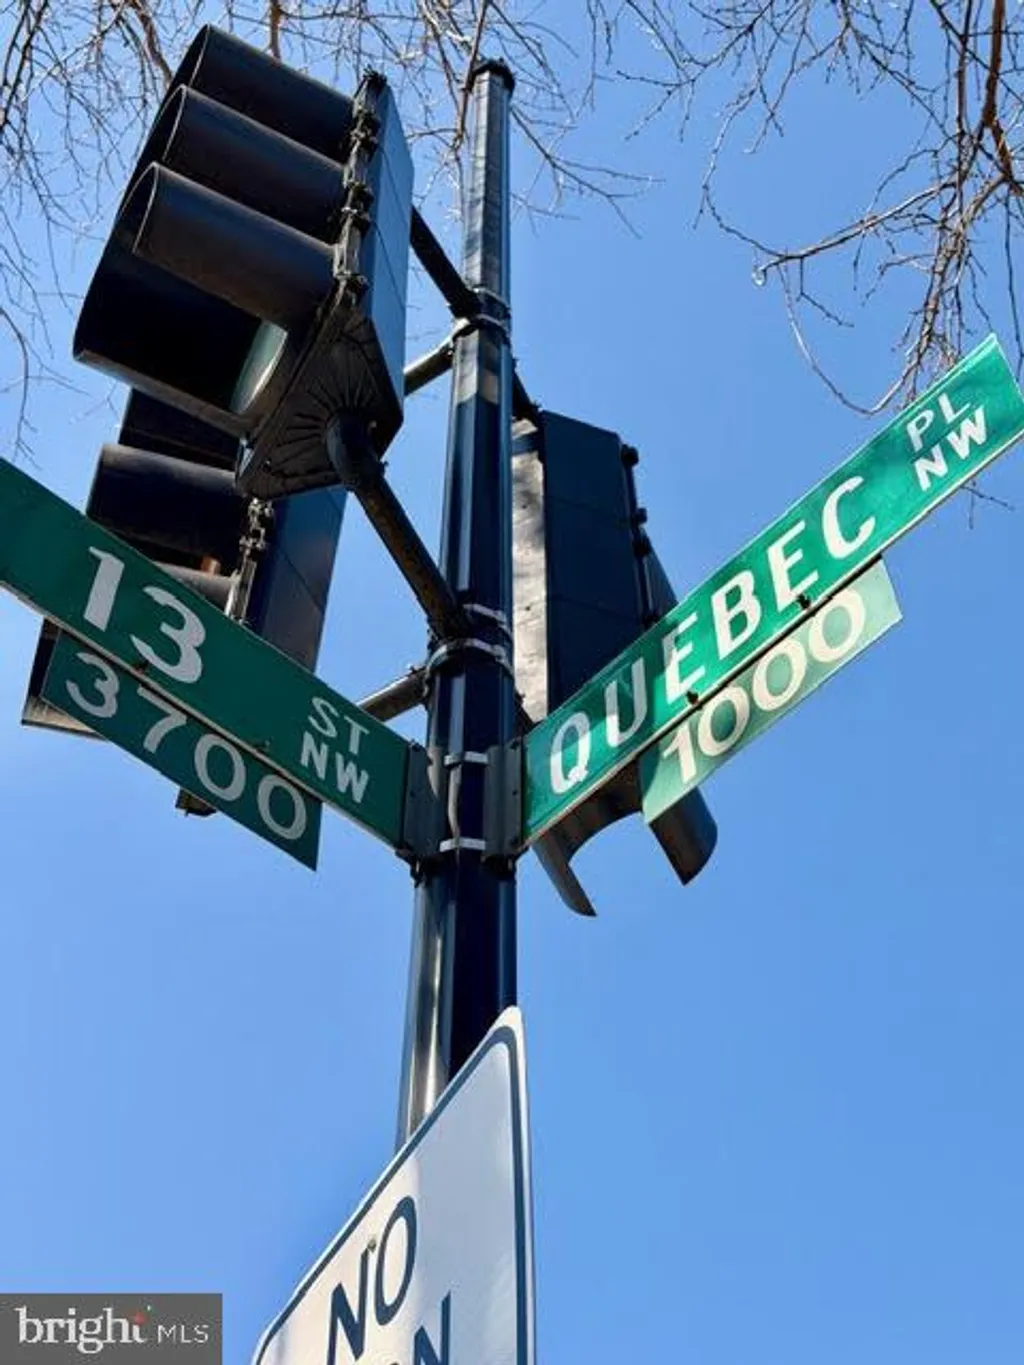 13 ST NW
3700
QUEBEC PL NW
1000
NO
bright MLS